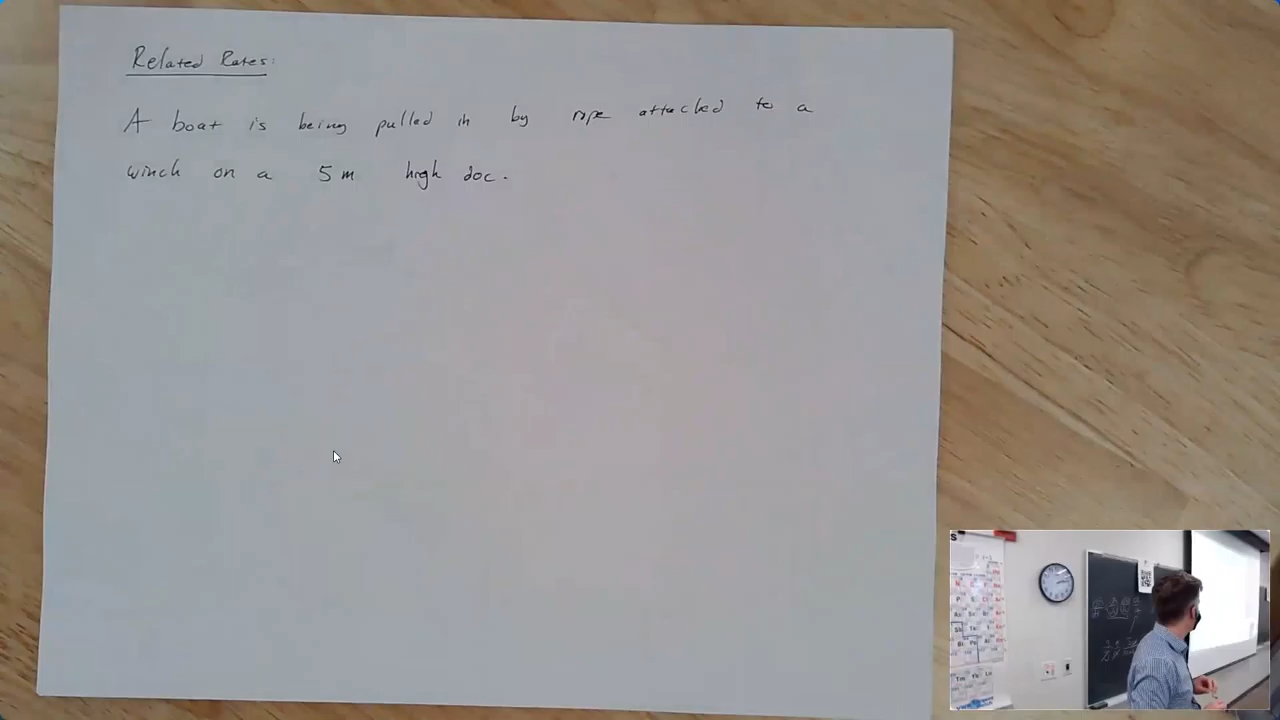 Related Rates:
A boat is being pulled in by rope attached to a
winch on a 5 m high doc.